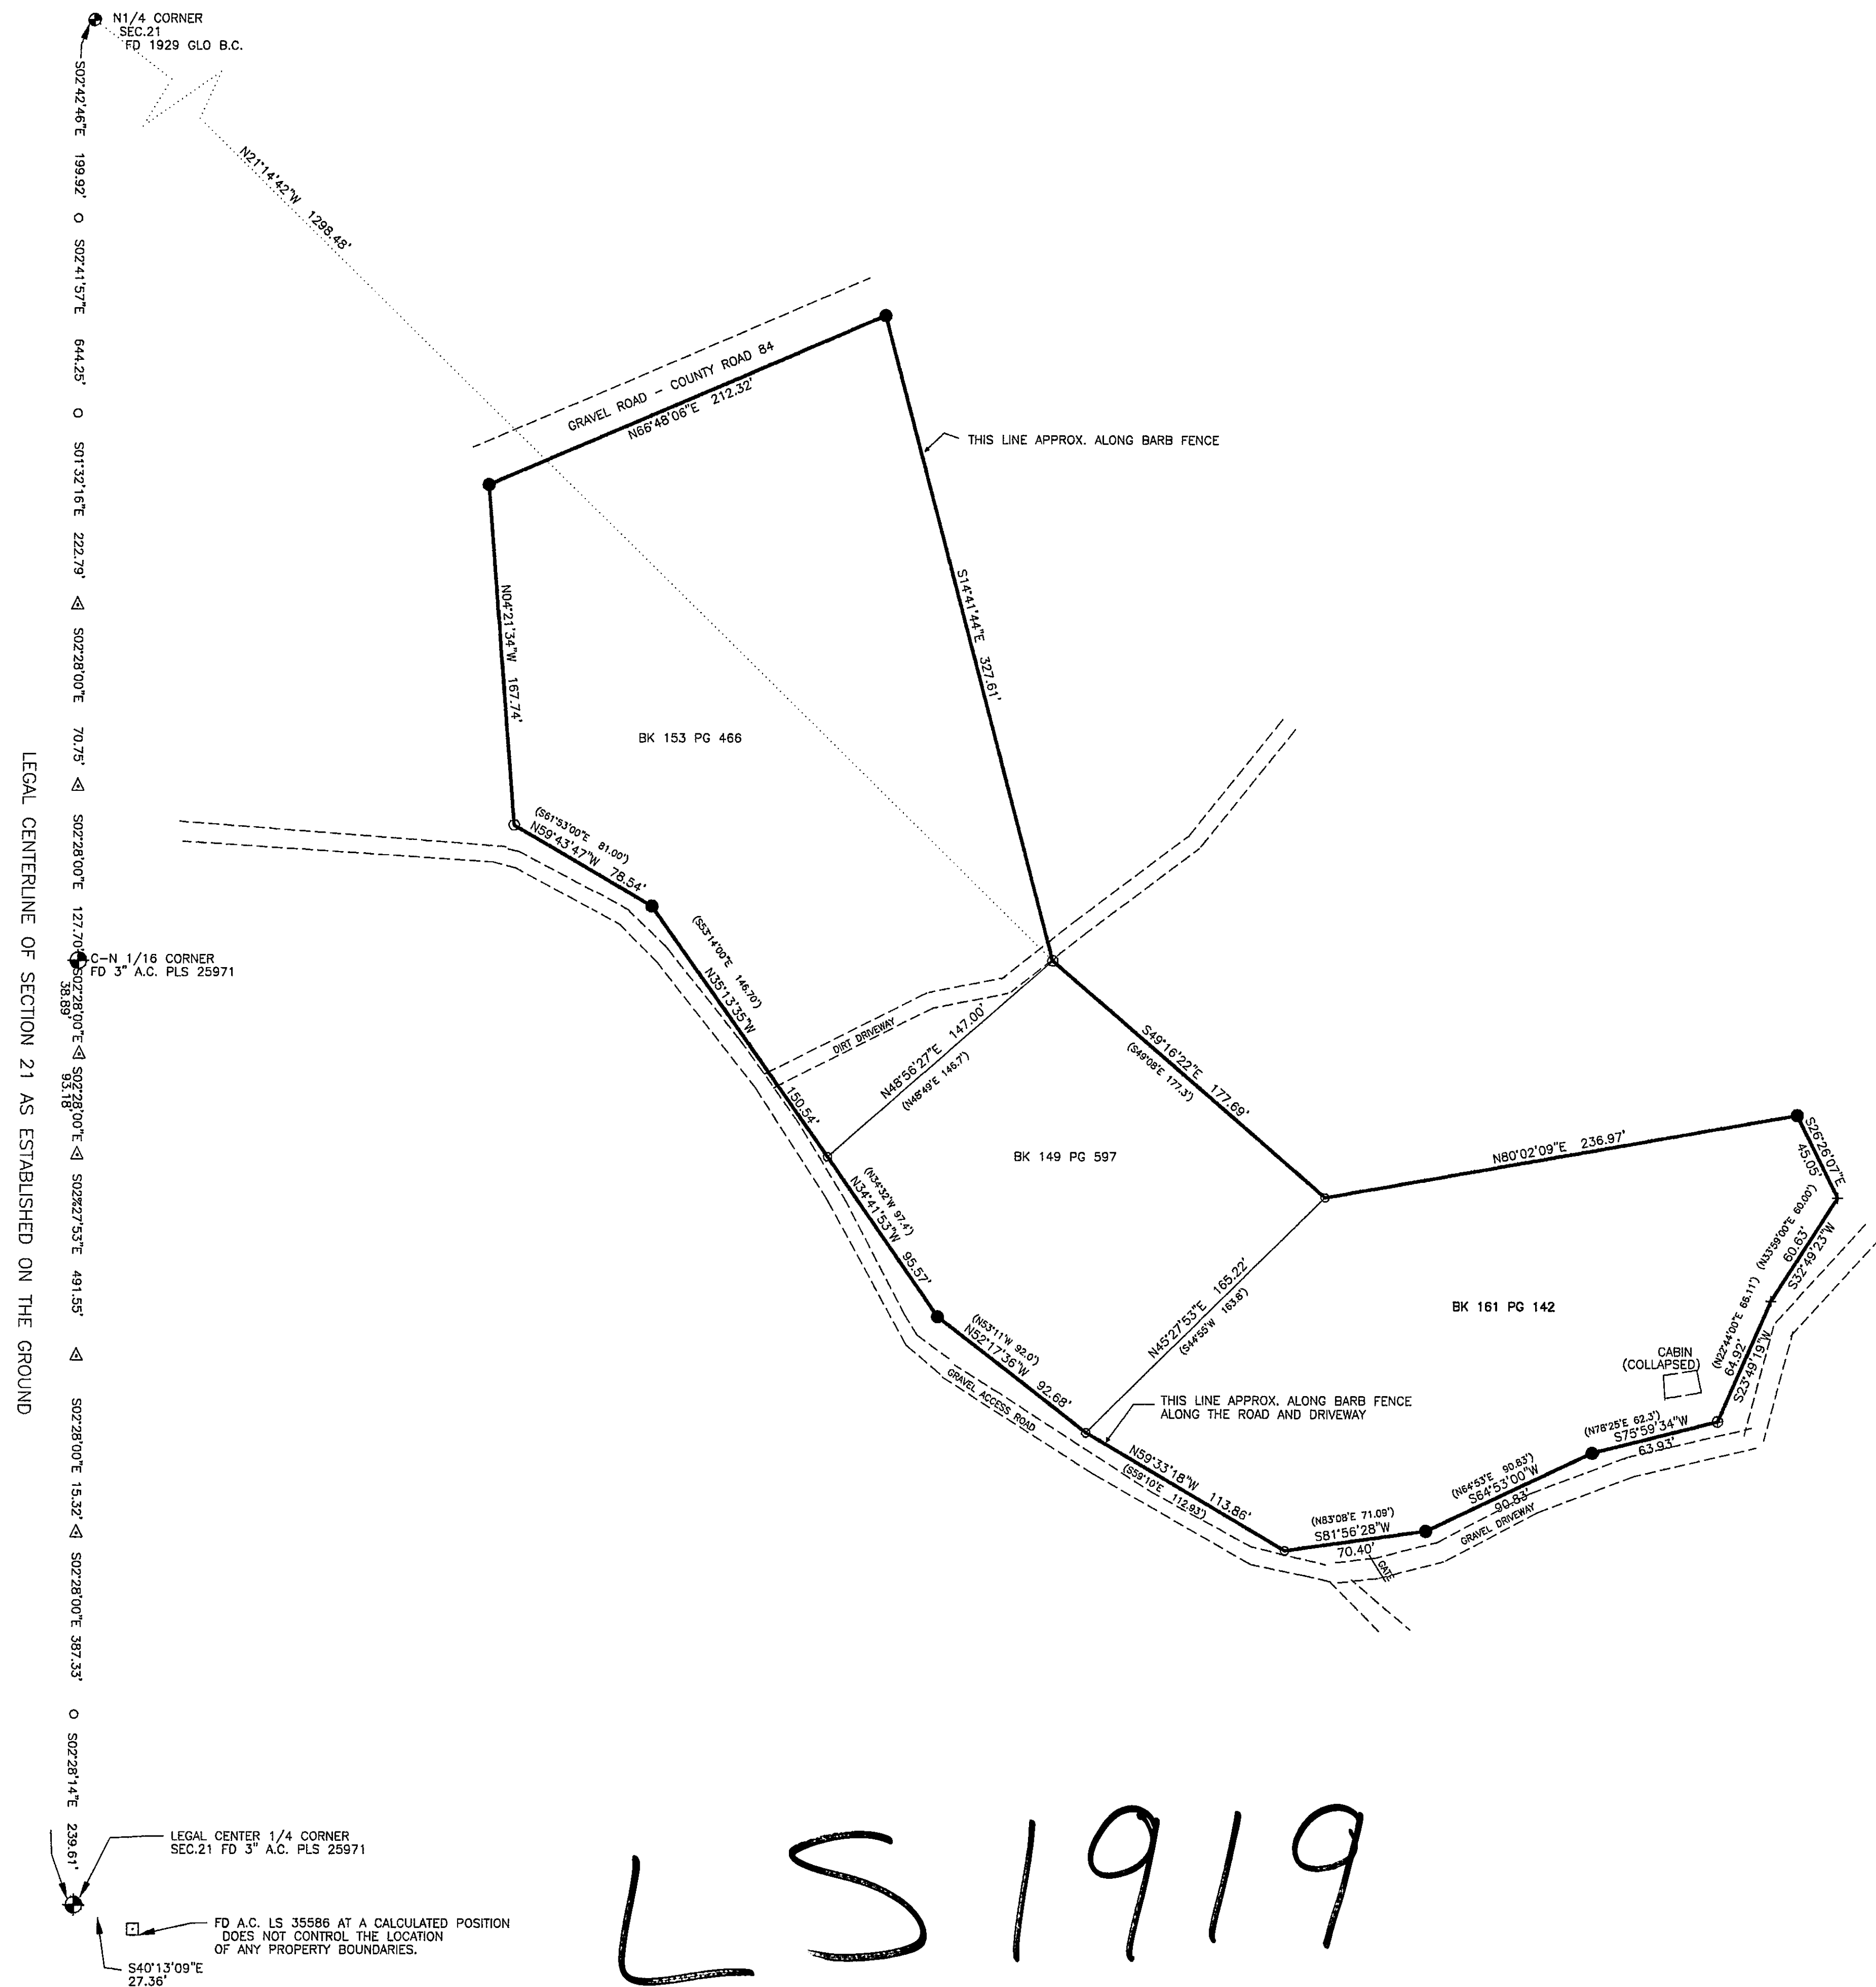 N1/4 CORNER
SEC.21
FD 1929 GLO B.C.
S02°42'46"E 199.92'
S02°41'57"E 644.25'
S01°32'16"E 222.79'
S02°28'00"E 70.75'
S02°28'00"E 127.70'
C-N 1/16 CORNER
FD 3" A.C. PLS 25971
S02°28'00"E
38.89'
S02°28'00"E
93.18'
S02%27'53"E 491.55'
S02°28'00"E 15.32'
S02°28'00"E 387.33'
S02°28'14"E 239.61'
LEGAL CENTERLINE OF SECTION 21 AS ESTABLISHED ON THE GROUND
N21°14'42"W 1298.48'
GRAVEL ROAD - COUNTY ROAD 84
N66°48'06"E 212.32'
THIS LINE APPROX. ALONG BARB FENCE
S14°41'44"E 327.61'
N04°21'34"W 167.74'
BK 153 PG 466
(S61°53'00"E 81.00')
N59°43'47"W 78.54'
(S53°14'00"E 146.70')
N35°13'35"W 150.54'
DIRT DRIVEWAY
N48°56'27"E 147.00'
(N48°49'E 146.7')
S49°16'22"E 177.69'
(S49°08'E 177.3')
BK 149 PG 597
N80°02'09"E 236.97'
S26°26'07"E
45.05'
(N33°59'00"E 60.00')
60.63'
S32°49'23"W
(N34°32'W 97.4')
N34°41'53"W 95.57'
N45°27'53"E 165.22'
(S44°55'W 163.8')
BK 161 PG 142
(N22°44'00"E 66.11')
64.92'
S23°49'19"W
CABIN
(COLLAPSED)
(N53°11'W 92.0')
N52°17'36"W 92.68'
GRAVEL ACCESS ROAD
THIS LINE APPROX. ALONG BARB FENCE
ALONG THE ROAD AND DRIVEWAY
N59°33'18"W 113.86'
(S59°10'E 112.93')
(N76°25'E 62.3')
S75°59'34"W
63.93'
(N64°53'E 90.83')
S64°53'00"W
90.83'
GRAVEL DRIVEWAY
(N83°08'E 71.09')
S81°56'28"W
70.40'
GATE
LEGAL CENTER 1/4 CORNER
SEC.21 FD 3" A.C. PLS 25971
FD A.C. LS 35586 AT A CALCULATED POSITION
DOES NOT CONTROL THE LOCATION
OF ANY PROPERTY BOUNDARIES.
S40°13'09"E
27.36'
LS1919